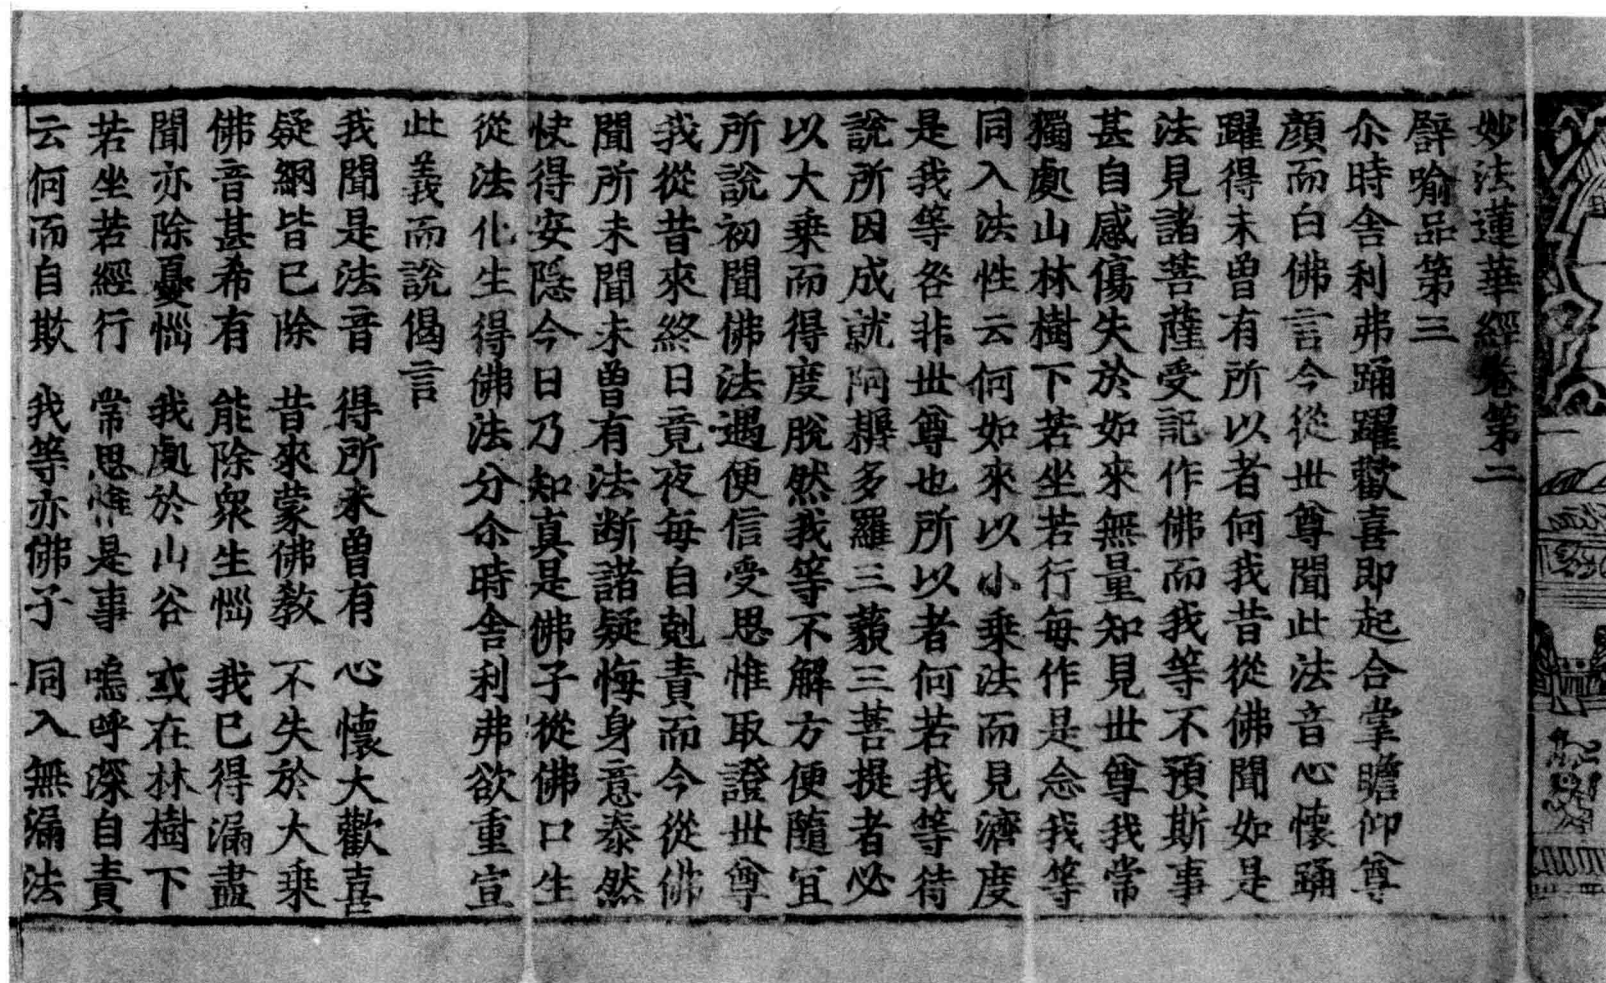 妙法蓮華經卷第二
譬喻品第三
尒時舎利弗踊躍歡喜即起合掌瞻仰尊
顔而白佛言今從世尊聞此法音心懷踊
躍得未曾有所以者何我昔從佛聞如是
法見諸菩薩受記作佛而我等不預斯事
甚自感傷失於如來無量知見世尊我常
獨處山林樹下若坐若行每作是念我等
同入法性云何如來以小乗法而見濟度
是我等咎非世尊也所以者何若我等待
說所因成就阿耨多羅三藐三菩提者必
以大乗而得度脫然我等不解方便隨宜
所說初聞佛法遇便信受思惟取證世尊
我從昔來終日竟夜每自剋責而今從佛
聞所未聞未曾有法断諸疑悔身意泰然
快得安隠今日乃知真是佛子從佛口生
從法化生得佛法分尒時舎利弗欲重宣
此義而說偈言
我聞是法音　得所未曾有　心懷大歡喜
疑網皆已除　昔來蒙佛教　不失於大乗
佛音甚希有　能除衆生惱　我已得漏盡
聞亦除憂惱　我處於山谷　或在林樹下
若坐若經行　常思惟是事　嗚呼深自責
云何而自欺　我等亦佛子　同入無漏法